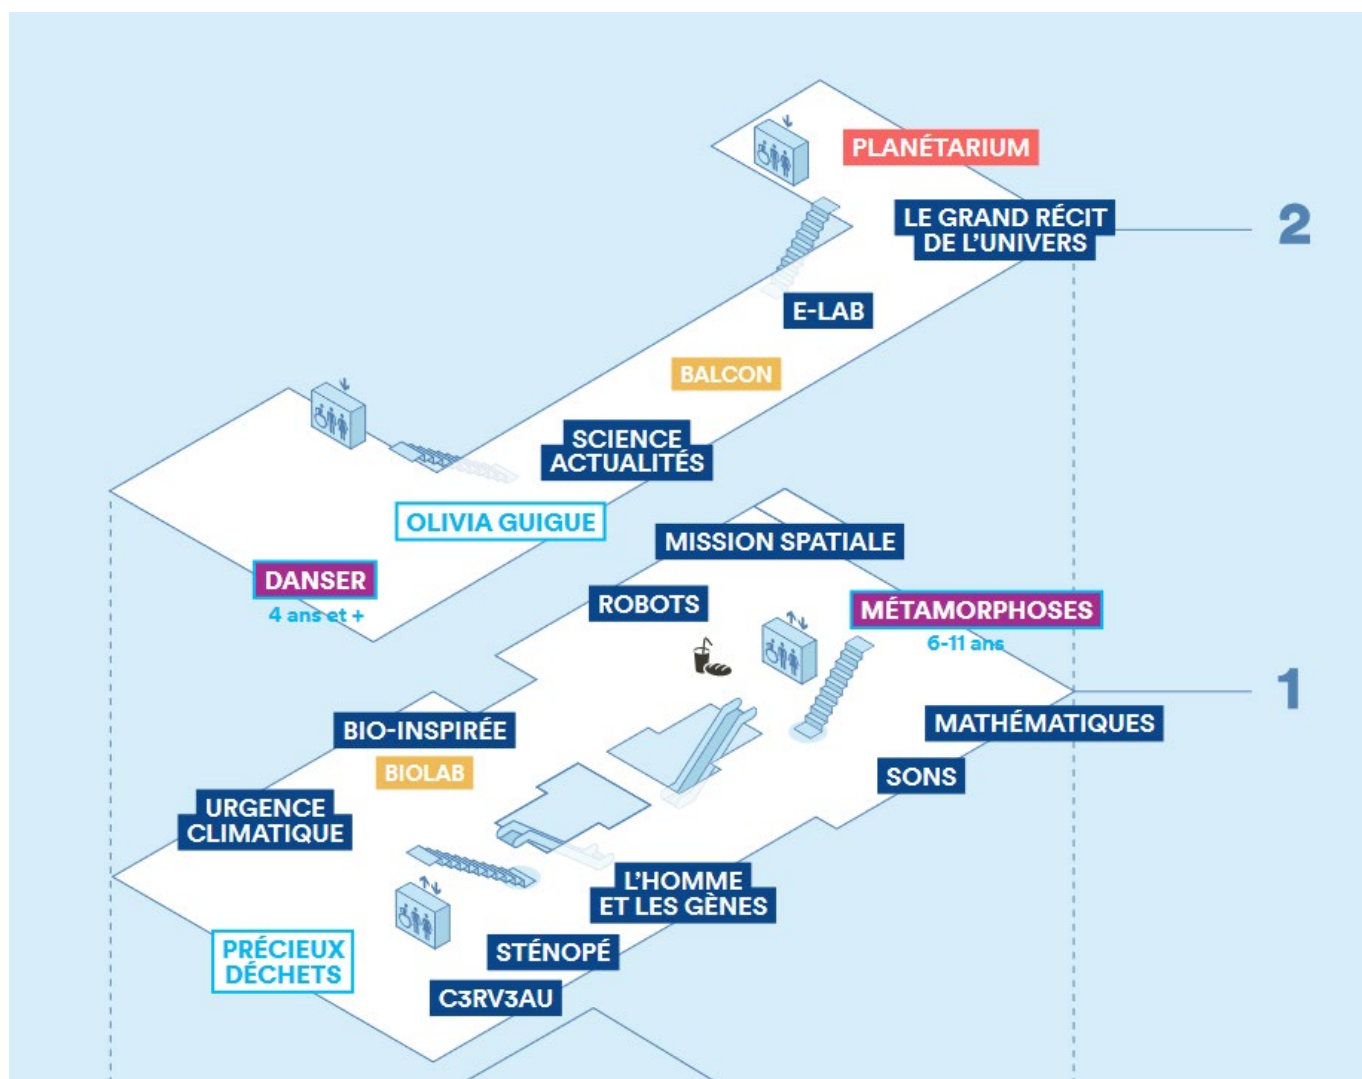 PLANÉTARIUM
LE GRAND RÉCIT
DE L'UNIVERS
2
E-LAB
BALCON
SCIENCE
ACTUALITÉS
OLIVIA GUIGUE
DANSER
4 ans et +
MISSION SPATIALE
ROBOTS
MÉTAMORPHOSES
6-11 ans
1
BIO-INSPIRÉE
MATHÉMATIQUES
BIOLAB
SONS
URGENCE
CLIMATIQUE
L'HOMME
ET LES GÈNES
PRÉCIEUX
DÉCHETS
STÉNOPÉ
C3RV3AU